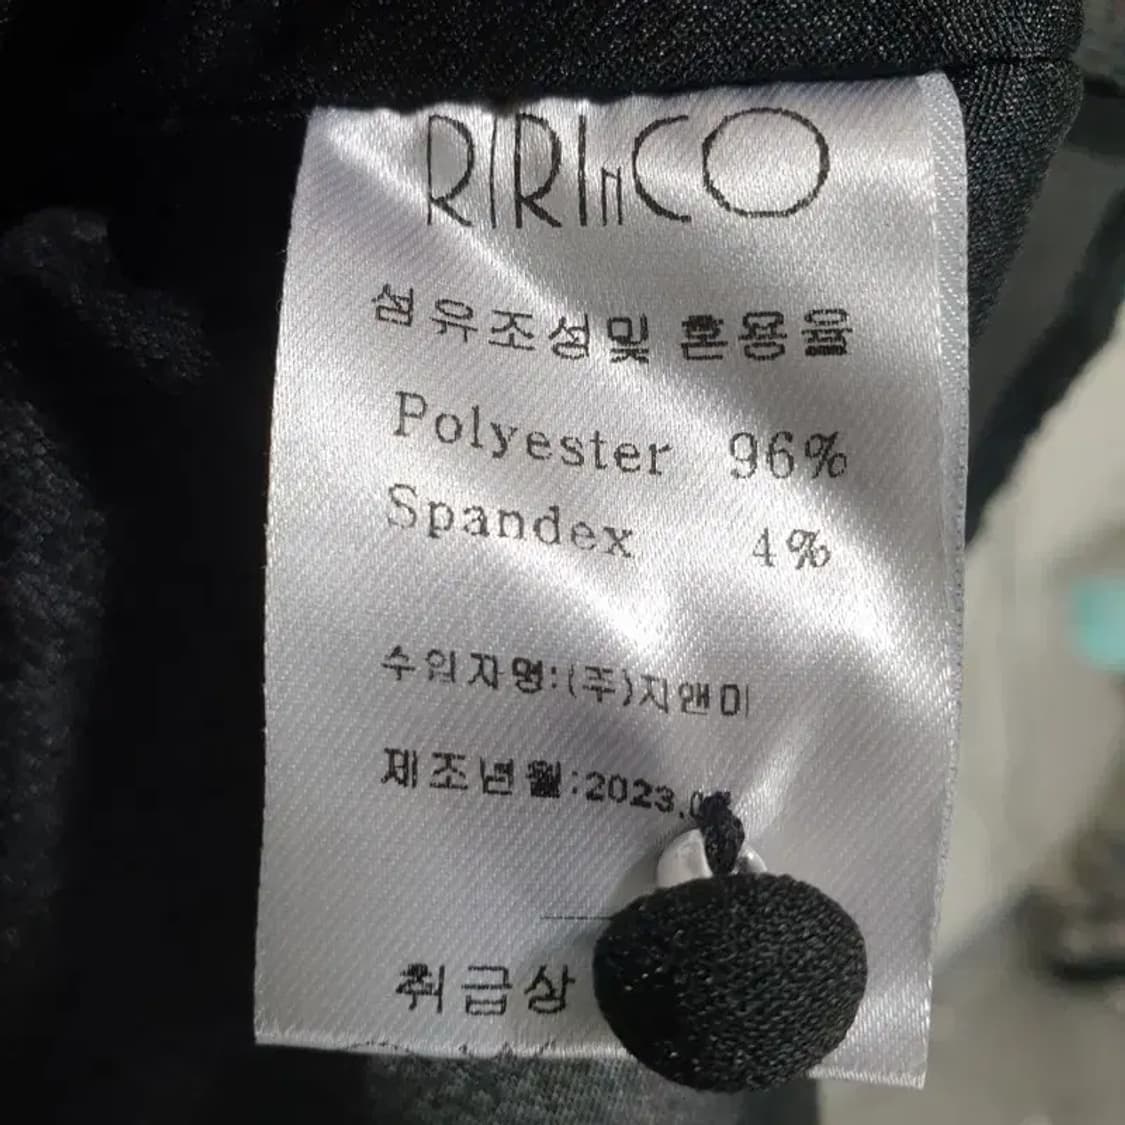 RIRInCO
섬유조성및 혼용율
Polyester 96%
Spandex 4%
수입자명:(주)지앤미
제조년월:2023.
취급상